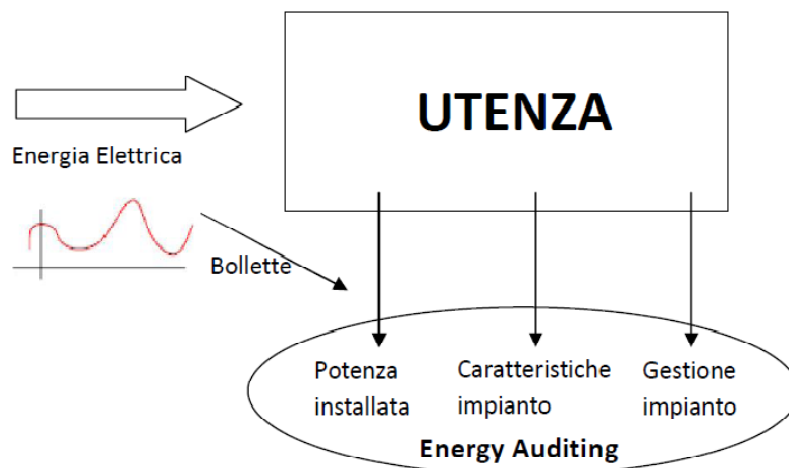 UTENZA
Energia Elettrica
Bollette
Potenza
installata
Caratteristiche
impianto
Gestione
impianto
Energy Auditing